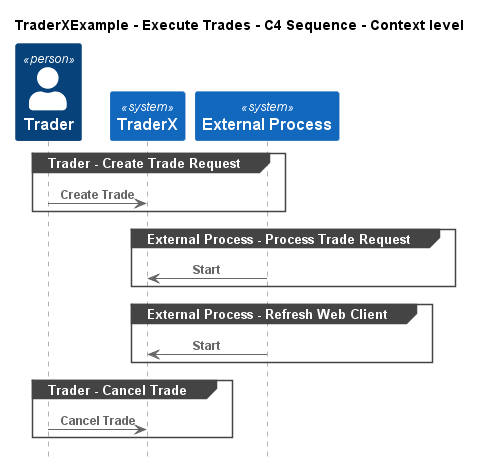 TraderXExample - Execute Trades - C4 Sequence - Context level
«person»
Trader
«system»
TraderX
«system»
External Process
Trader - Create Trade Request
Create Trade
External Process - Process Trade Request
Start
External Process - Refresh Web Client
Start
Trader - Cancel Trade
Cancel Trade